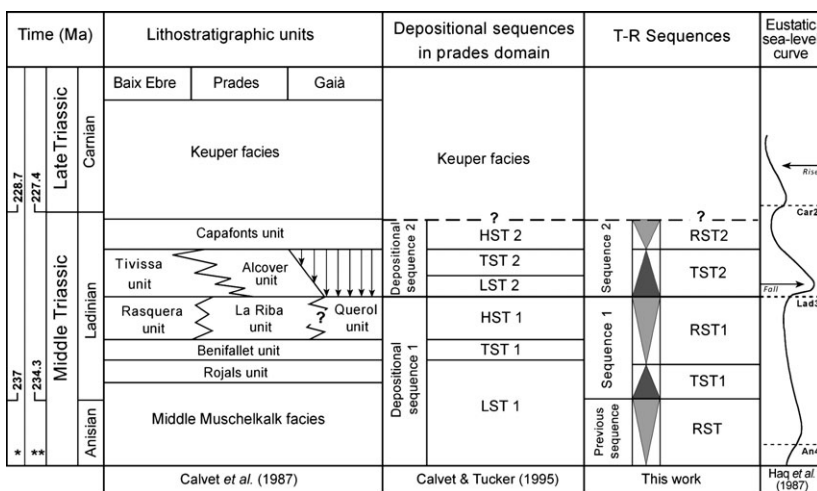 Time (Ma)
Lithostratigraphic units
Depositional sequences
in prades domain
T-R Sequences
Eustatic
sea-level
curve
Baix Ebre
Prades
Gaià
228.7
227.4
Late Triassic
Carnian
Keuper facies
Keuper facies
Rise
Car2
?
?
Capafonts unit
Depositional
sequence 2
HST 2
Sequence 2
RST2
Tivissa
unit
Alcover
unit
TST 2
LST 2
TST2
Fall
Lad3
Middle Triassic
Ladinian
Rasquera
unit
La Riba
unit
?
Querol
unit
Depositional sequence 1
HST 1
Sequence 1
RST1
Benifallet unit
TST 1
Rojals unit
LST 1
TST1
237
234.3
Anisian
Middle Muschelkalk facies
Previous
sequence
RST
An4
*
**
Calvet et al. (1987)
Calvet & Tucker (1995)
This work
Haq et al.
(1987)